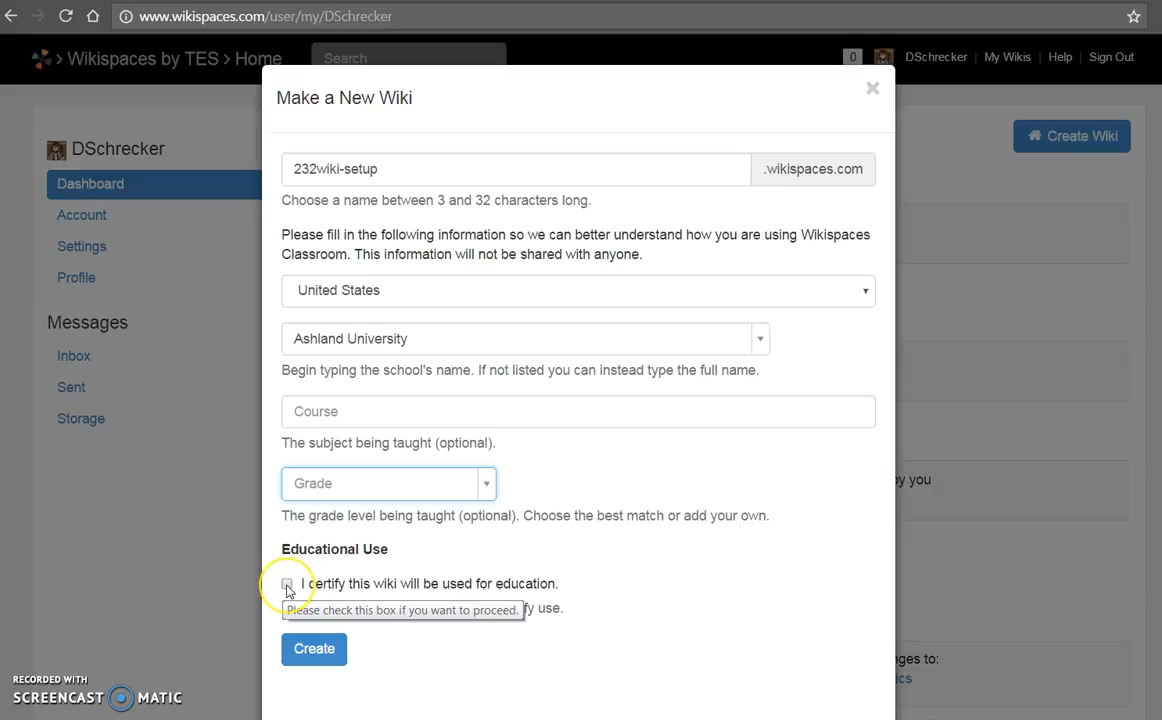 www.wikispaces.com/user/my/DSchrecker
> Wikispaces by TES > Home
Search
0
DSchrecker | My Wikis | Help | Sign Out
Make a New Wiki
DSchrecker
Create Wiki
Dashboard
232wiki-setup
.wikispaces.com
Choose a name between 3 and 32 characters long.
Account
Please fill in the following information so we can better understand how you are using Wikispaces
Settings
Classroom. This information will not be shared with anyone.
Profile
United States
Messages
Ashland University
Inbox
Begin typing the school's name. If not listed you can instead type the full name.
Sent
Storage
Course
The subject being taught (optional).
Grade
by you
The grade level being taught (optional). Choose the best match or add your own.
Educational Use
I certify this wiki will be used for education.
Please check this box if you want to proceed.
fy use.
Create
nges to:
ics
RECORDED WITH
SCREENCAST MATIC